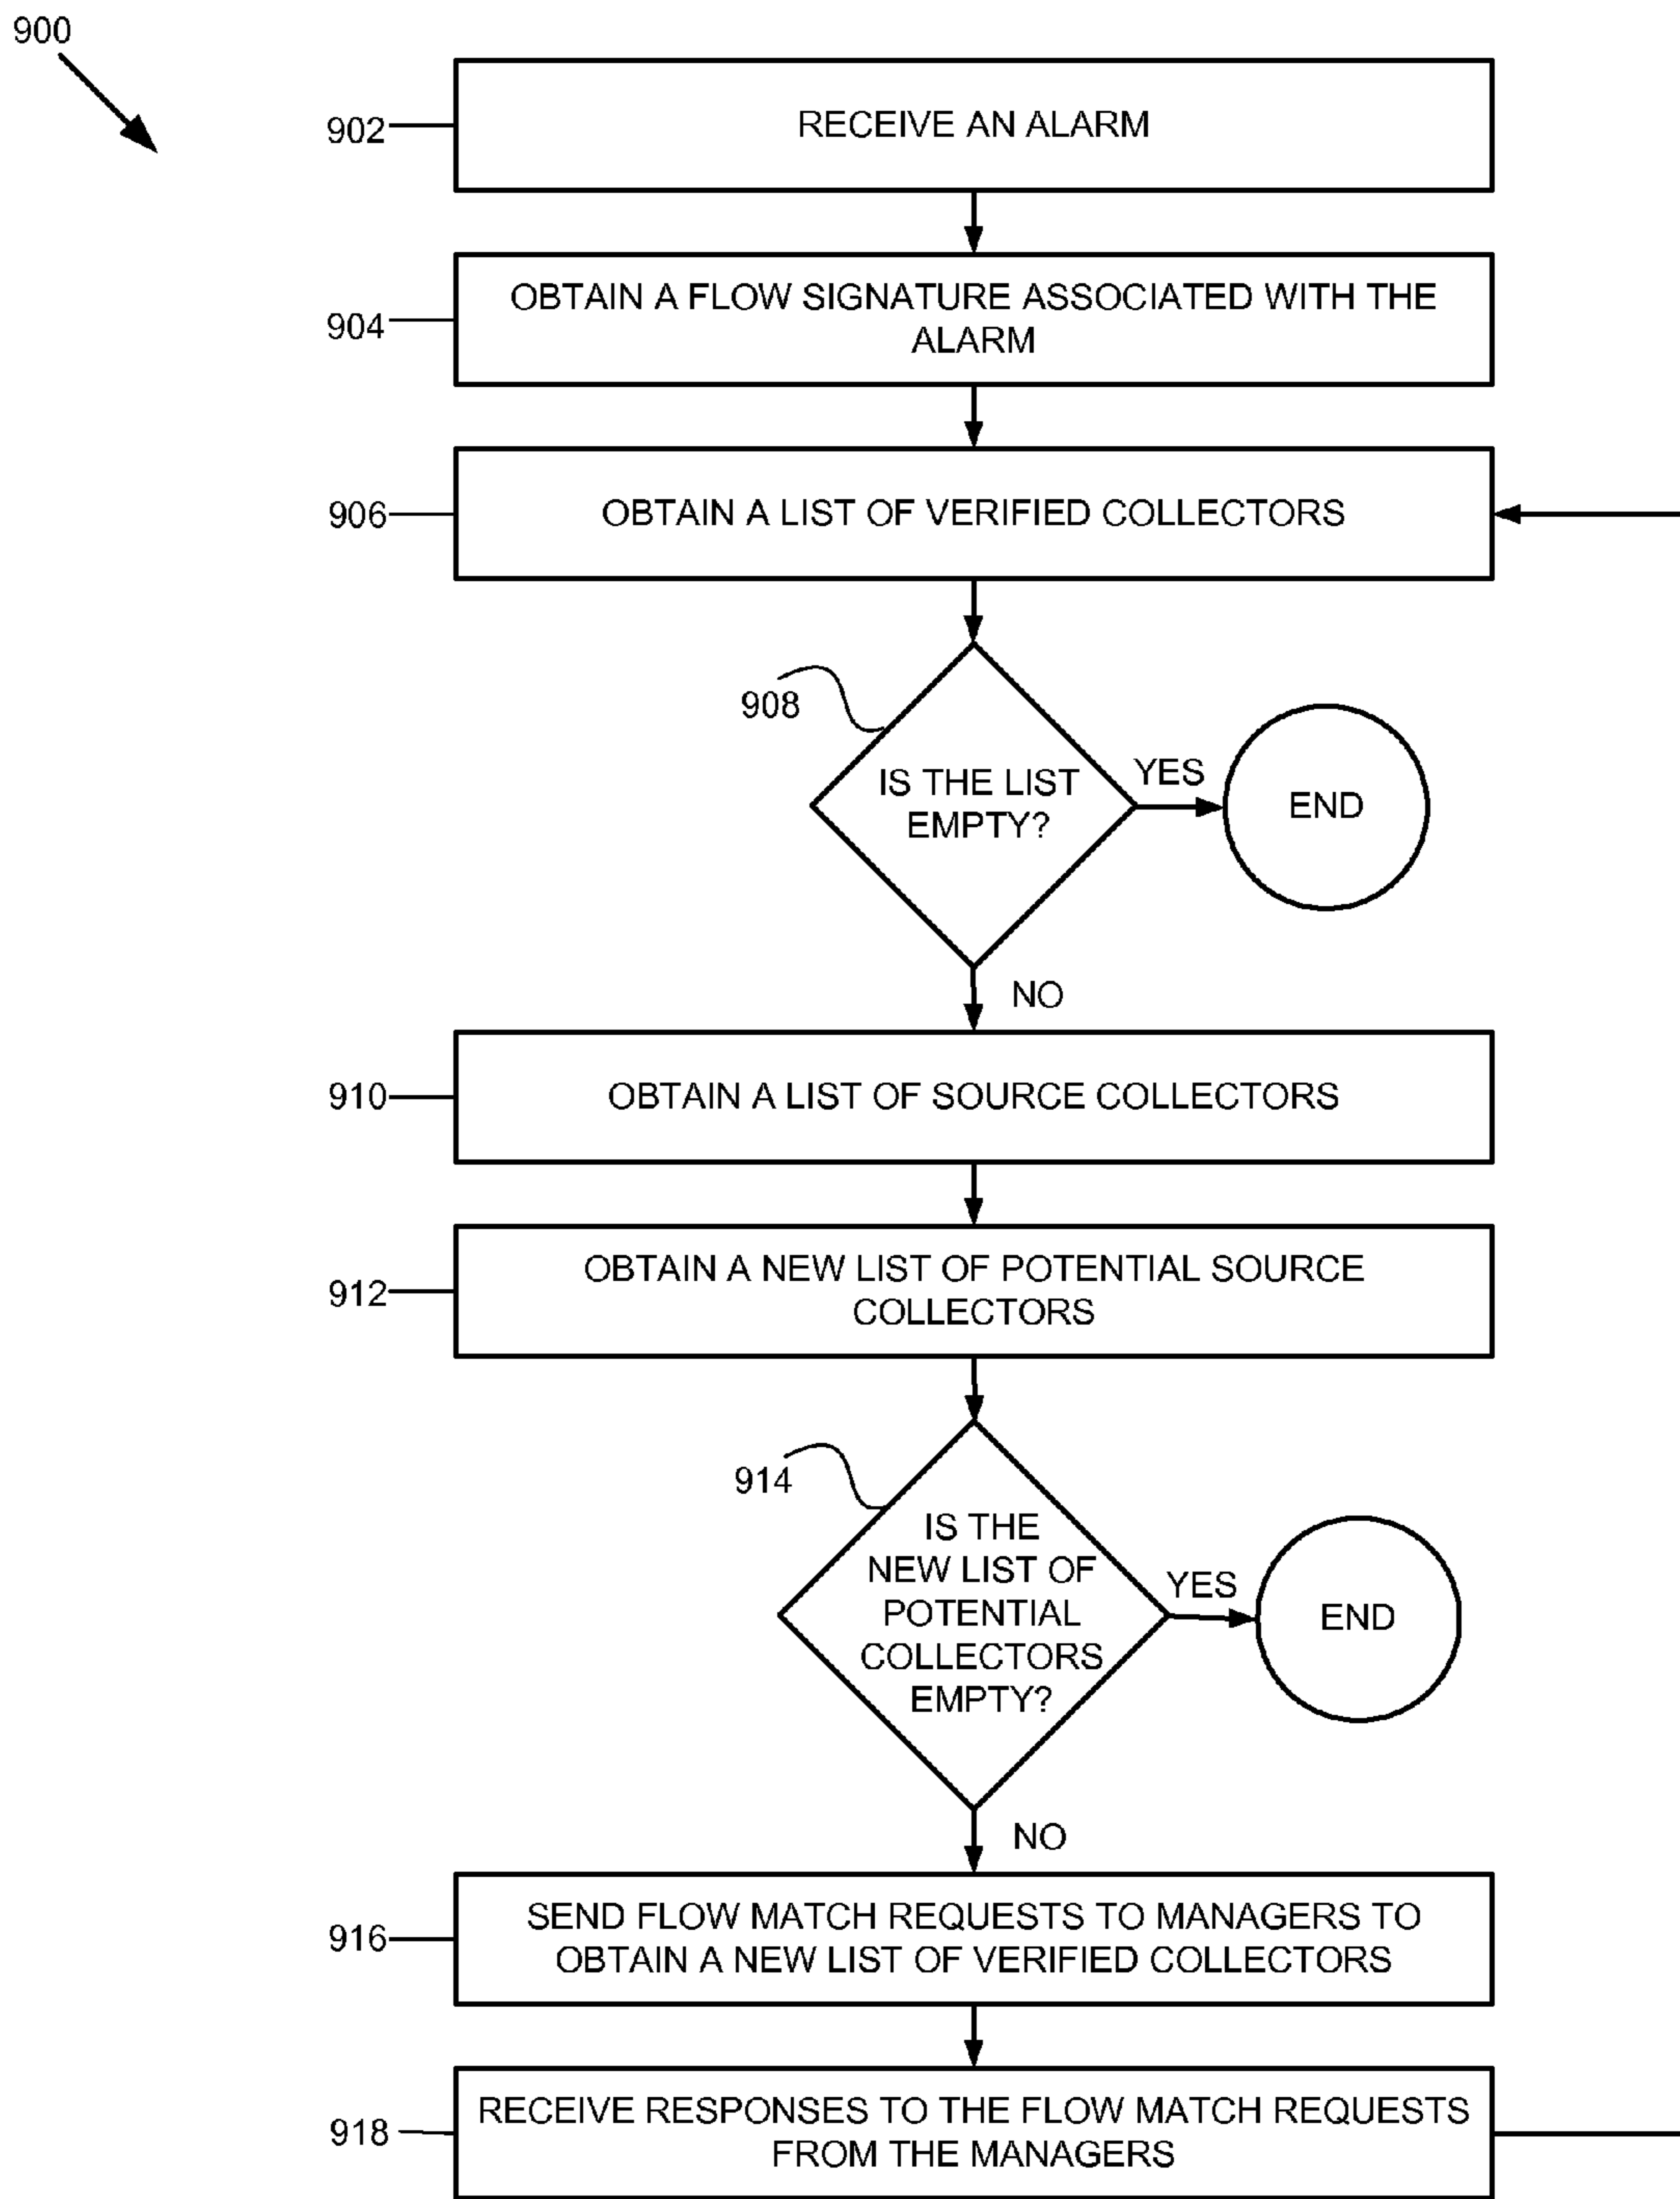 900
902
RECEIVE AN ALARM
904
OBTAIN A FLOW SIGNATURE ASSOCIATED WITH THE
ALARM
906
OBTAIN A LIST OF VERIFIED COLLECTORS
908
IS THE LIST
EMPTY?
YES
END
NO
910
OBTAIN A LIST OF SOURCE COLLECTORS
912
OBTAIN A NEW LIST OF POTENTIAL SOURCE
COLLECTORS
914
IS THE
NEW LIST OF
POTENTIAL
COLLECTORS
EMPTY?
YES
END
NO
916
SEND FLOW MATCH REQUESTS TO MANAGERS TO
OBTAIN A NEW LIST OF VERIFIED COLLECTORS
918
RECEIVE RESPONSES TO THE FLOW MATCH REQUESTS
FROM THE MANAGERS